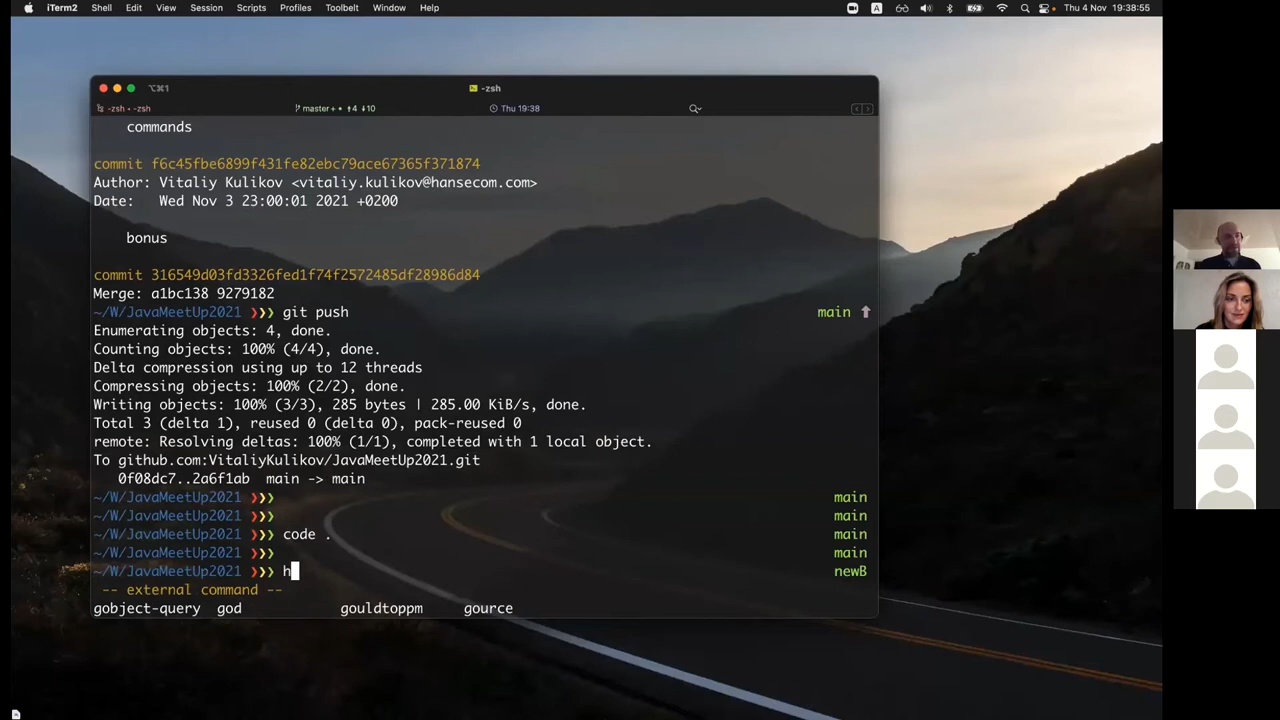 iTerm2 Shell Edit View Session Scripts Profiles Toolbelt Window Help A Thu 4 Nov 19:38:55
⌥⌘1 -zsh
-zsh • -zsh master+ • ↑4 ↓10 Thu 19:38
commands
commit f6c45fbe6899f431fe82ebc79ace67365f371874
Author: Vitaliy Kulikov <vitaliy.kulikov@hansecom.com>
Date: Wed Nov 3 23:00:01 2021 +0200
bonus
commit 316549d03fd3326fed1f74f2572485df28986d84
Merge: a1bc138 9279182
~/W/JavaMeetUp2021 ❯❯❯ git push main ⬆
Enumerating objects: 4, done.
Counting objects: 100% (4/4), done.
Delta compression using up to 12 threads
Compressing objects: 100% (2/2), done.
Writing objects: 100% (3/3), 285 bytes | 285.00 KiB/s, done.
Total 3 (delta 1), reused 0 (delta 0), pack-reused 0
remote: Resolving deltas: 100% (1/1), completed with 1 local object.
To github.com:VitaliyKulikov/JavaMeetUp2021.git
0f08dc7..2a6f1ab main -> main
~/W/JavaMeetUp2021 ❯❯❯ main
~/W/JavaMeetUp2021 ❯❯❯ main
~/W/JavaMeetUp2021 ❯❯❯ code . main
~/W/JavaMeetUp2021 ❯❯❯ main
~/W/JavaMeetUp2021 ❯❯❯ h newB
-- external command --
gobject-query god gouldtoppm gource